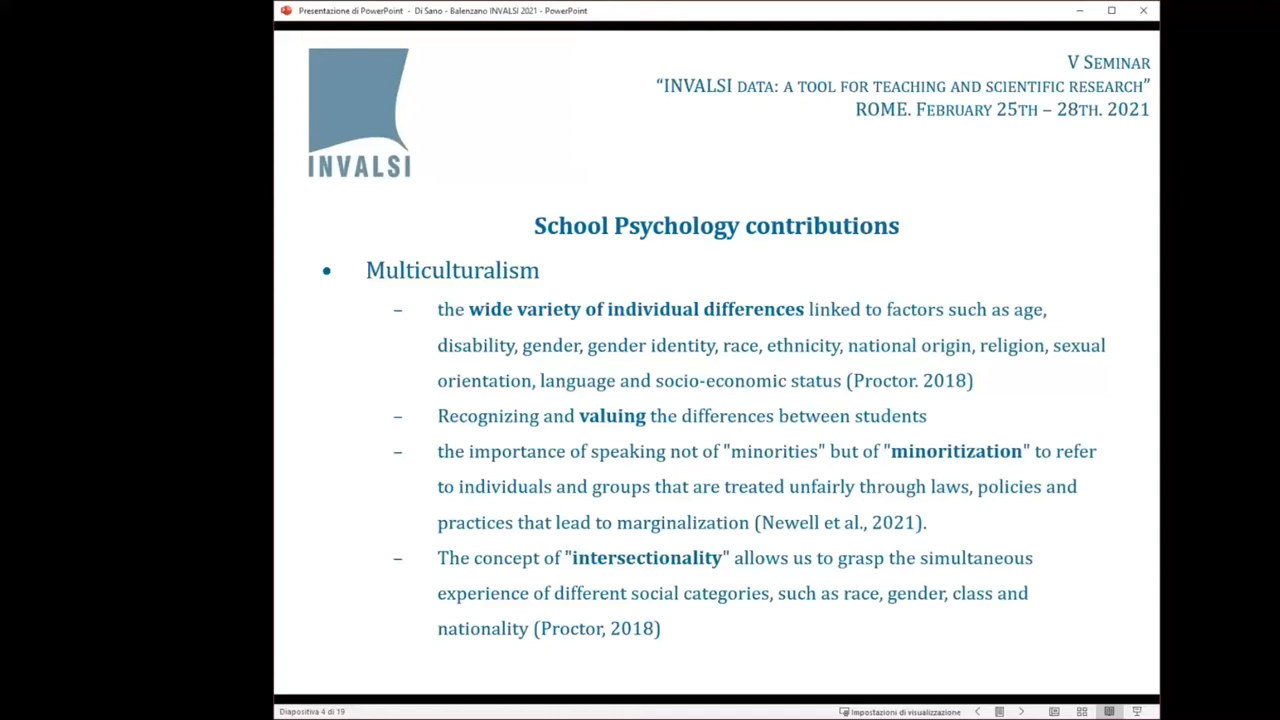 Presentazione di PowerPoint - Di Sano - Balenzano INVALSI 2021 - PowerPoint
V SEMINAR
“INVALSI DATA: A TOOL FOR TEACHING AND SCIENTIFIC RESEARCH”
ROME. FEBRUARY 25TH – 28TH. 2021
INVALSI
School Psychology contributions
• Multiculturalism
– the wide variety of individual differences linked to factors such as age,
disability, gender, gender identity, race, ethnicity, national origin, religion, sexual
orientation, language and socio-economic status (Proctor. 2018)
– Recognizing and valuing the differences between students
– the importance of speaking not of "minorities" but of "minoritization" to refer
to individuals and groups that are treated unfairly through laws, policies and
practices that lead to marginalization (Newell et al., 2021).
– The concept of "intersectionality" allows us to grasp the simultaneous
experience of different social categories, such as race, gender, class and
nationality (Proctor, 2018)
Diapositiva 4 di 19
Impostazioni di visualizzazione